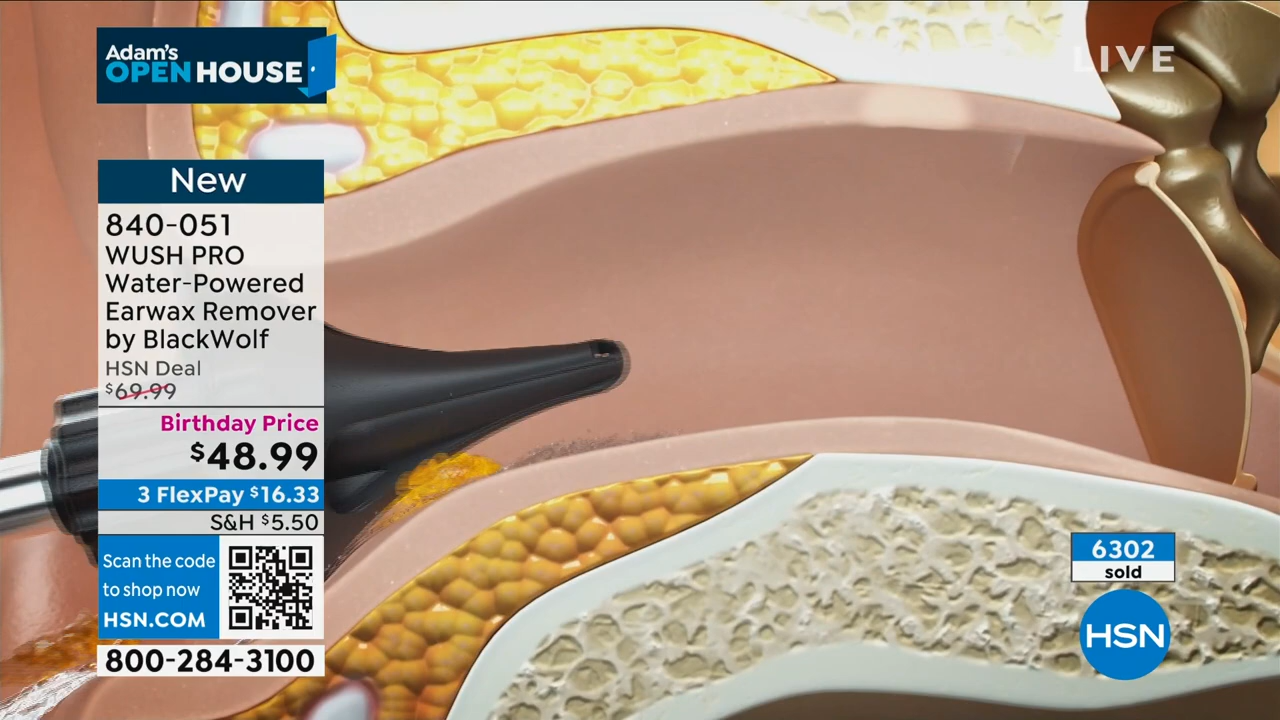 Adam's
OPEN HOUSE
LIVE
New
840-051
WUSH PRO
Water-Powered
Earwax Remover
by BlackWolf
HSN Deal
$69.99
Birthday Price
$48.99
3 FlexPay $16.33
S&H $5.50
Scan the code
to shop now
HSN.COM
800-284-3100
6302
sold
HSN